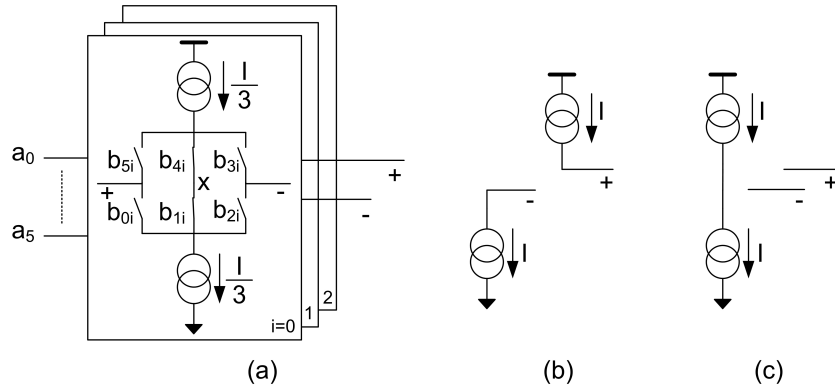 I
3
b5i
b4i
b3i
a0
+
x
-
+
b0i
b1i
b2i
-
a5
I
3
i=0
1
2
(a)
I
+
-
I
(b)
I
+
-
I
(c)